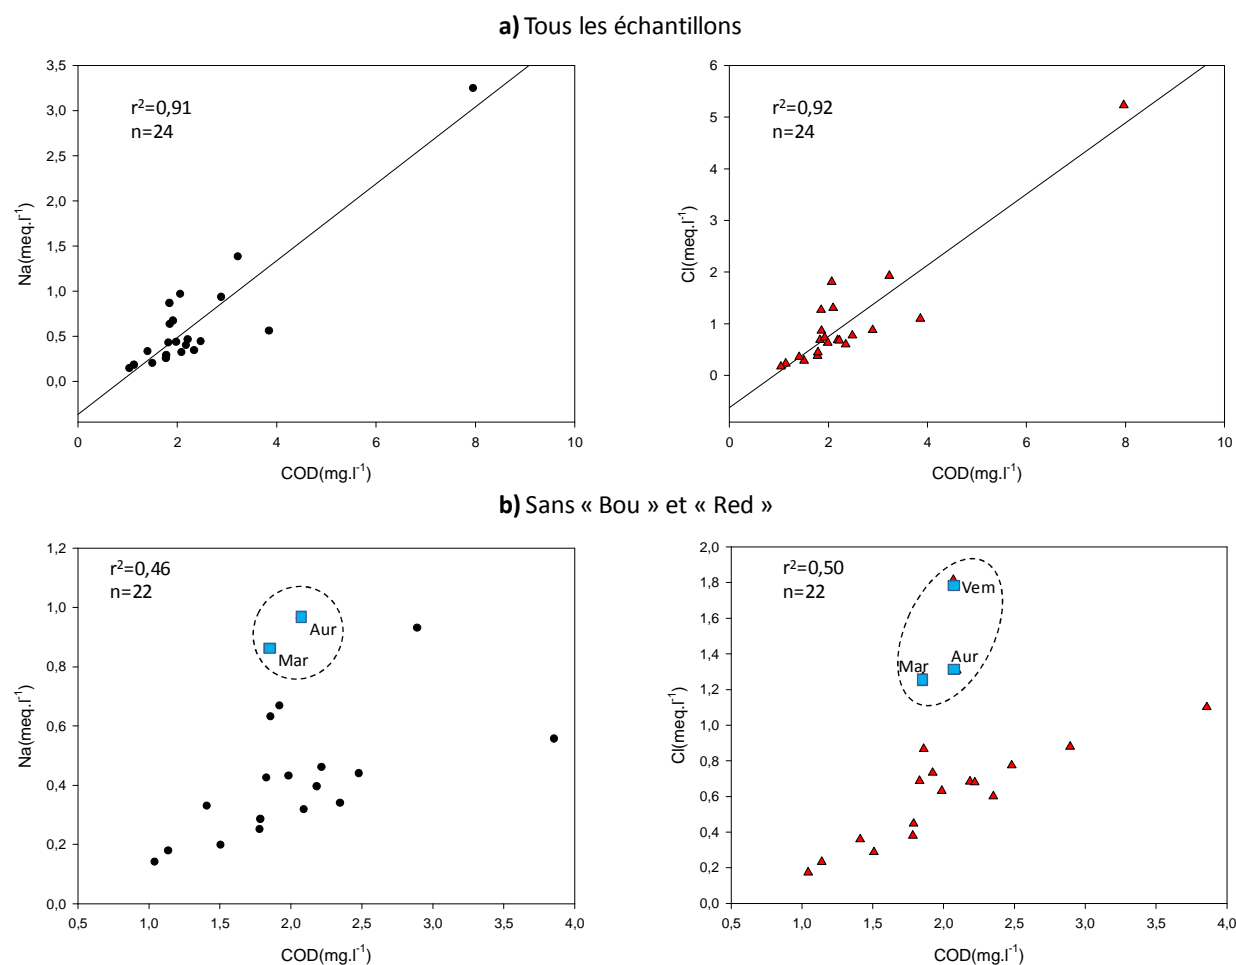 a) Tous les échantillons
r²=0,91
n=24
3,5
3,0
2,5
2,0
1,5
1,0
0,5
0,0
Na(meq.l⁻¹)
0 2 4 6 8 10
COD(mg.l⁻¹)
r²=0,92
n=24
6
5
4
3
2
1
0
Cl(meq.l⁻¹)
0 2 4 6 8 10
COD(mg.l⁻¹)
b) Sans « Bou » et « Red »
r²=0,46
n=22
1,2
1,0
0,8
0,6
0,4
0,2
0,0
Na(meq.l⁻¹)
Aur
Mar
0,5 1,0 1,5 2,0 2,5 3,0 3,5 4,0
COD(mg.l⁻¹)
r²=0,50
n=22
2,0
1,8
1,6
1,4
1,2
1,0
0,8
0,6
0,4
0,2
0,0
Cl(meq.l⁻¹)
Vem
Aur
Mar
0,5 1,0 1,5 2,0 2,5 3,0 3,5 4,0
COD(mg.l⁻¹)